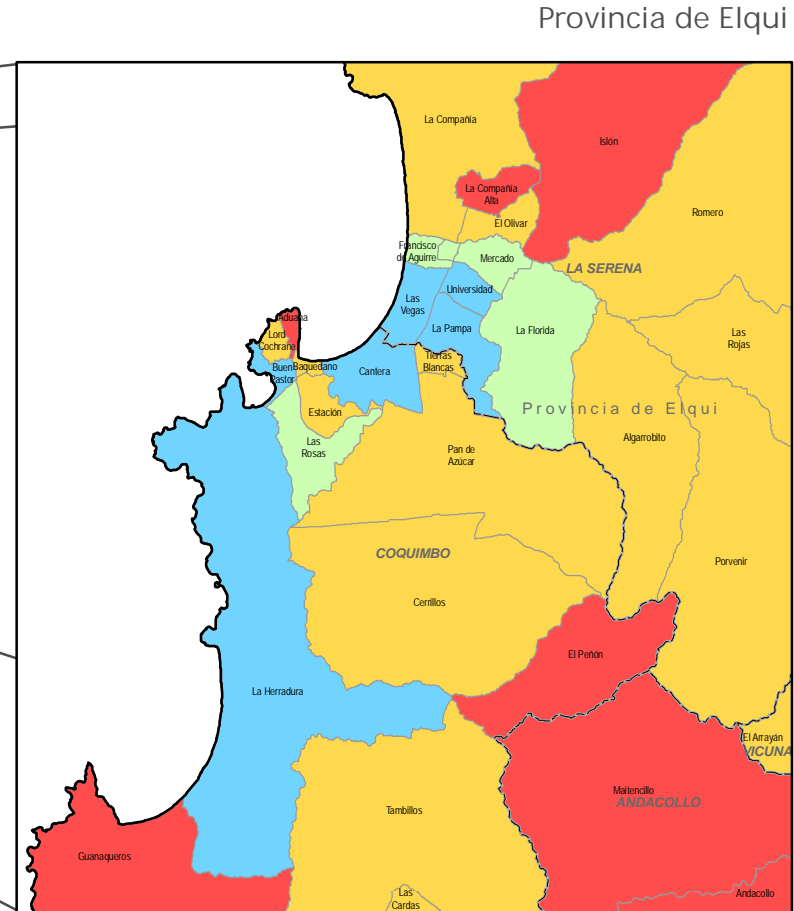 Provincia de Elqui
La Compañía
Islón
La Compañía
Alta
Romero
El Olivar
Francisco
de Aguirre
Mercado
LA SERENA
Universidad
Las
Vegas
Aduana
La Pampa
La Florida
Lord
Cochrane
Las
Rojas
Tierras
Blancas
Buen
Pastor
Baquedano
Cantera
Estación
Provincia de Elqui
Las
Rosas
Algarrobito
Pan de
Azúcar
COQUIMBO
Porvenir
Cerrillos
El Peñón
La Herradura
El Arrayán
VICUNA
Maitencillo
ANDACOLLO
Tambillos
Guanaqueros
Las
Cardas
Andacollo